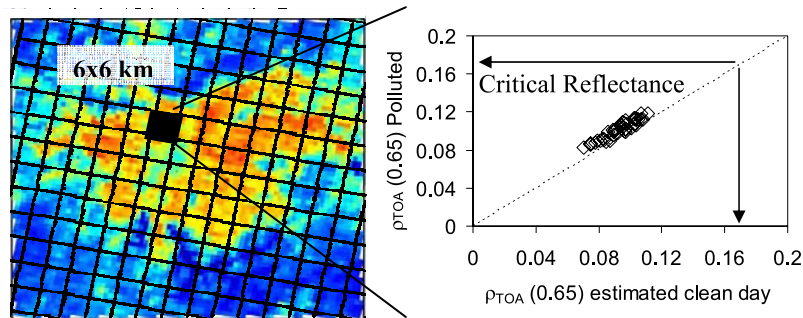 6x6 km
ρTOA (0.65) Polluted
0.2
0.16
0.12
0.08
0.04
0
Critical Reflectance
0 0.04 0.08 0.12 0.16 0.2
ρTOA (0.65) estimated clean day